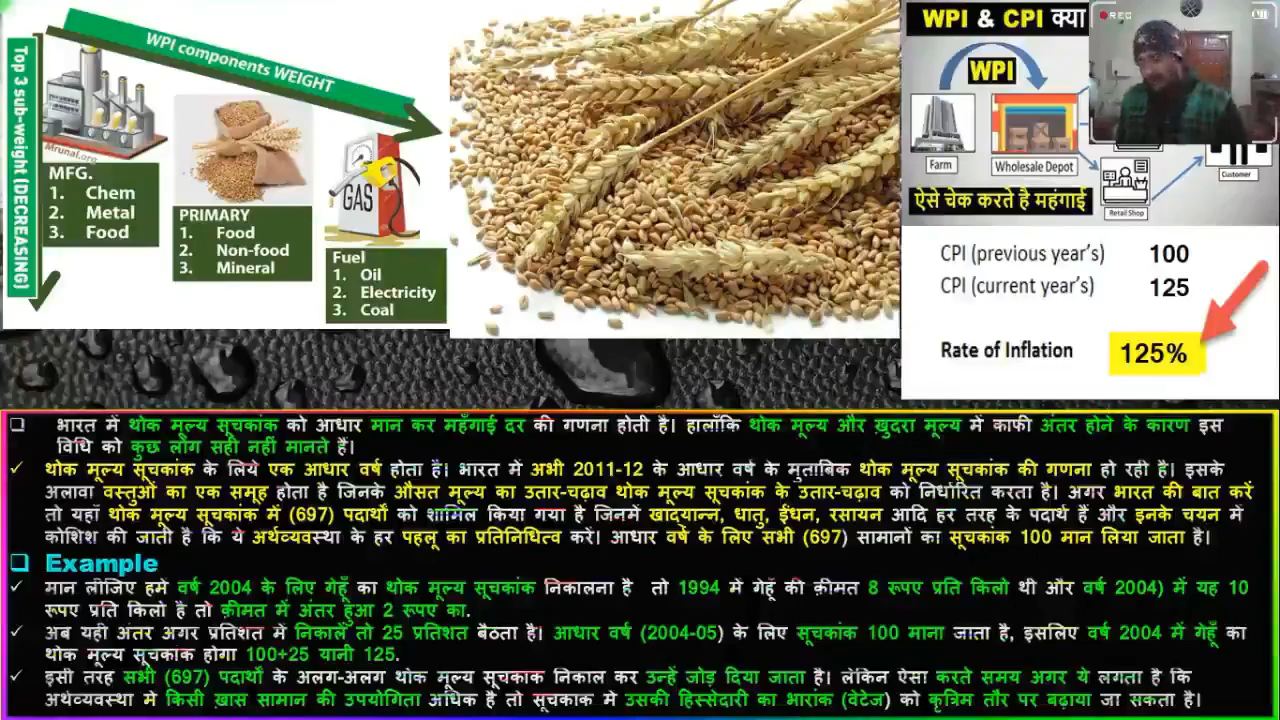 Top 3 sub-weight (DECREASING)
WPI components WEIGHT
Mrunal.org
MFG.
1. Chem
2. Metal
3. Food
PRIMARY
1. Food
2. Non-food
3. Mineral
GAS
Fuel
1. Oil
2. Electricity
3. Coal
WPI & CPI क्या
REC
WPI
Farm
Wholesale Depot
Retail Shop
Customer
ऐसे चेक करते है महंगाई
CPI (previous year's) 100
CPI (current year's) 125
Rate of Inflation 125%
भारत में थोक मूल्य सूचकांक को आधार मान कर महँगाई दर की गणना होती है। हालाँकि थोक मूल्य और ख़ुदरा मूल्य में काफी अंतर होने के कारण इस
विधि को कुछ लोग सही नहीं मानते हैं।
थोक मूल्य सूचकांक के लिये एक आधार वर्ष होता है। भारत में अभी 2011-12 के आधार वर्ष के मुताबिक थोक मूल्य सूचकांक की गणना हो रही है। इसके
अलावा वस्तुओं का एक समूह होता है जिनके औसत मूल्य का उतार-चढ़ाव थोक मूल्य सूचकांक के उतार-चढ़ाव को निर्धारित करता है। अगर भारत की बात करें
तो यहाँ थोक मूल्य सूचकांक में (697) पदार्थों को शामिल किया गया है जिनमें खाद्यान्न, धातु, ईंधन, रसायन आदि हर तरह के पदार्थ हैं और इनके चयन में
कोशिश की जाती है कि ये अर्थव्यवस्था के हर पहलू का प्रतिनिधित्व करें। आधार वर्ष के लिए सभी (697) सामानों का सूचकांक 100 मान लिया जाता है।
Example
मान लीजिए हमें वर्ष 2004 के लिए गेहूँ का थोक मूल्य सूचकांक निकालना है तो 1994 में गेहूँ की क़ीमत 8 रूपए प्रति किलो थी और वर्ष 2004) में यह 10
रूपए प्रति किलो है तो क़ीमत में अंतर हुआ 2 रूपए का.
अब यही अंतर अगर प्रतिशत में निकालें तो 25 प्रतिशत बैठता है। आधार वर्ष (2004-05) के लिए सूचकांक 100 माना जाता है, इसलिए वर्ष 2004 में गेहूँ का
थोक मूल्य सूचकांक होगा 100+25 यानी 125.
इसी तरह सभी (697) पदार्थों के अलग-अलग थोक मूल्य सूचकांक निकाल कर उन्हें जोड़ दिया जाता है। लेकिन ऐसा करते समय अगर ये लगता है कि
अर्थव्यवस्था में किसी ख़ास सामान की उपयोगिता अधिक है तो सूचकांक में उसकी हिस्सेदारी का भारांक (वेटेज) को कृत्रिम तौर पर बढ़ाया जा सकता है।